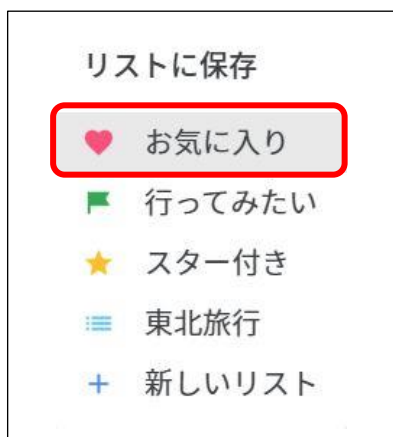 リストに保存
お気に入り
行ってみたい
スター付き
東北旅行
新しいリスト